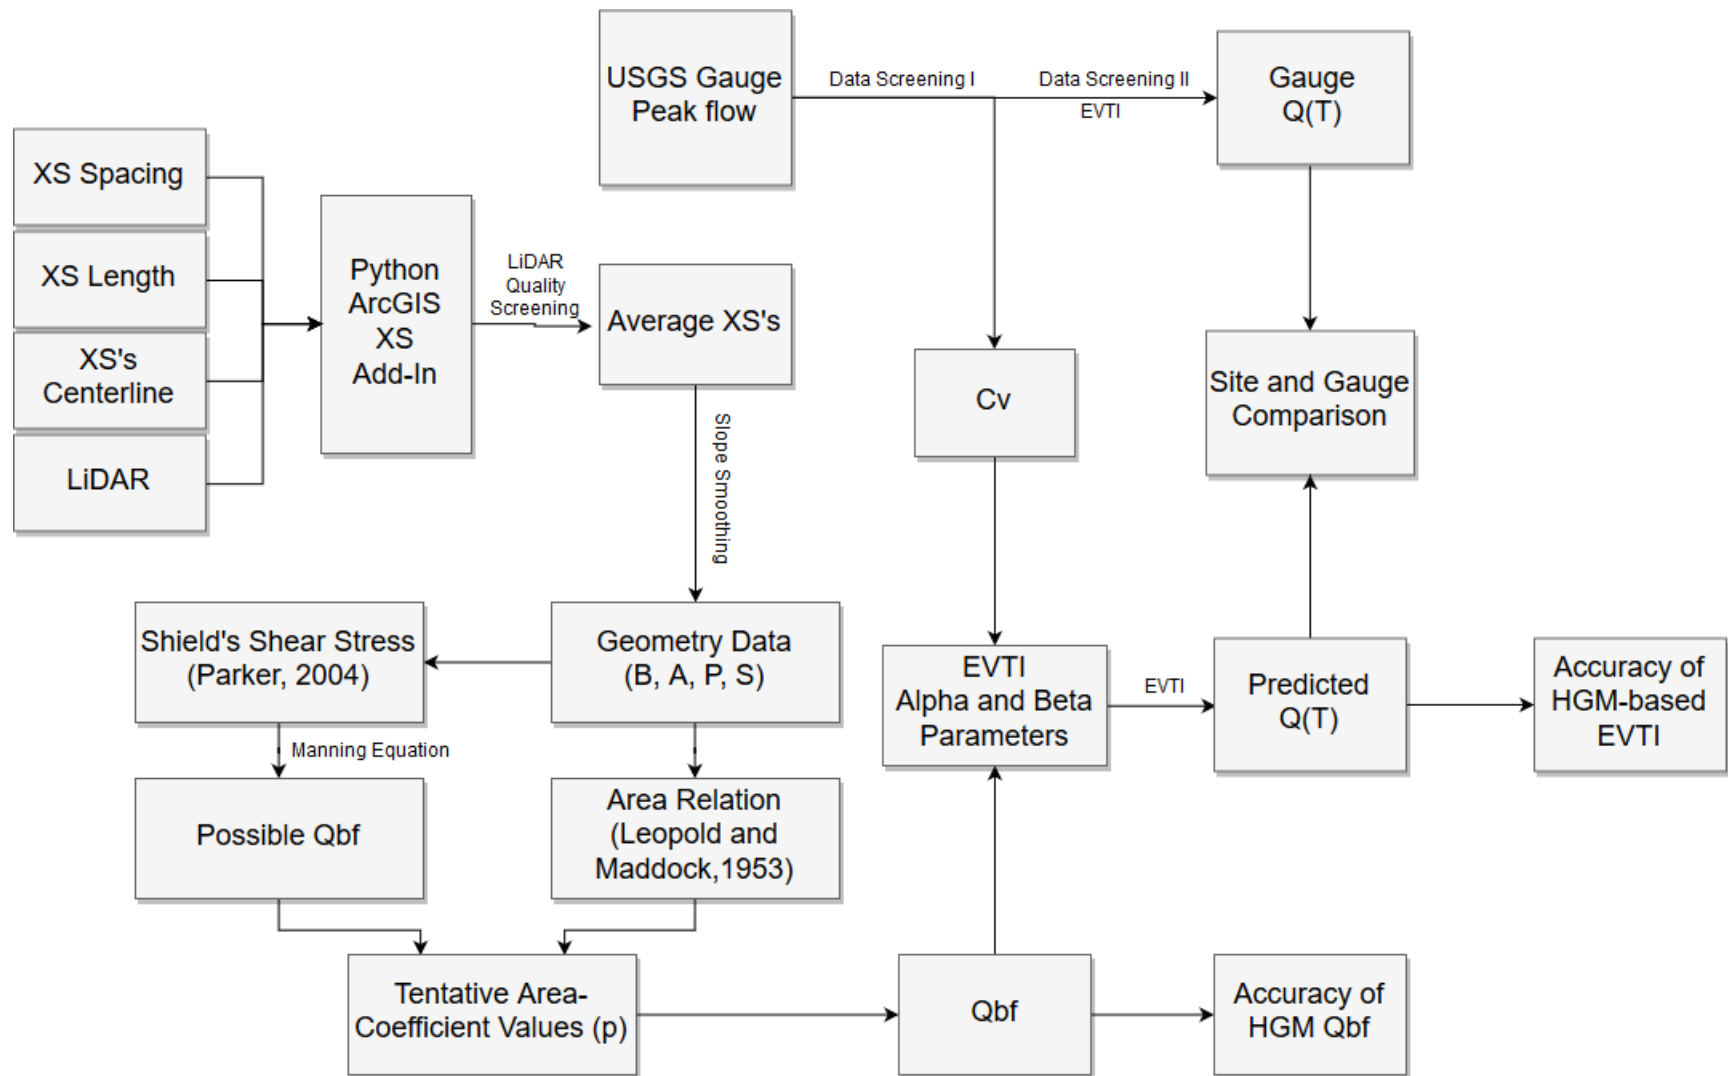 USGS Gauge
Peak flow
Data Screening I
Data Screening II
EVTI
Gauge
Q(T)
XS Spacing
XS Length
XS's
Centerline
LiDAR
Python
ArcGIS
XS
Add-In
LiDAR
Quality
Screening
Average XS's
Cv
Site and Gauge
Comparison
Slope Smoothing
Shield's Shear Stress
(Parker, 2004)
Geometry Data
(B, A, P, S)
EVTI
Alpha and Beta
Parameters
EVTI
Predicted
Q(T)
Accuracy of
HGM-based
EVTI
Manning Equation
Possible Qbf
Area Relation
(Leopold and
Maddock,1953)
Tentative Area-
Coefficient Values (p)
Qbf
Accuracy of
HGM Qbf